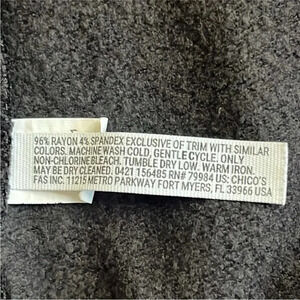 96% RAYON 4% SPANDEX EXCLUSIVE OF TRIM WITH SIMILAR
COLORS. MACHINE WASH COLD, GENTLE CYCLE. ONLY
NON-CHLORINE BLEACH. TUMBLE DRY LOW. WARM IRON.
MAY BE DRY CLEANED. 0421 156485 RN# 79984 US: CHICO'S
FAS INC. 11215 METRO PARKWAY FORT MYERS, FL 33966 USA